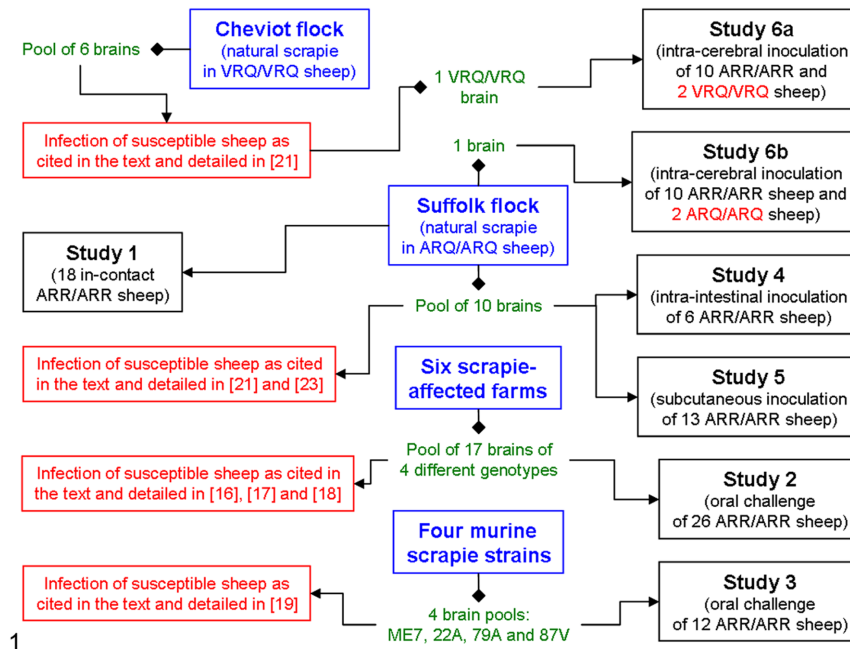 Cheviot flock
(natural scrapie
in VRQ/VRQ sheep)
Pool of 6 brains
1 VRQ/VRQ
brain
Study 6a
(intra-cerebral inoculation
of 10 ARR/ARR and
2 VRQ/VRQ sheep)
Infection of susceptible sheep as
cited in the text and detailed in [21]
1 brain
Study 6b
(intra-cerebral inoculation
of 10 ARR/ARR sheep and
2 ARQ/ARQ sheep)
Suffolk flock
(natural scrapie
in ARQ/ARQ sheep)
Study 1
(18 in-contact
ARR/ARR sheep)
Pool of 10 brains
Study 4
(intra-intestinal inoculation
of 6 ARR/ARR sheep)
Infection of susceptible sheep as cited
in the text and detailed in [21] and [23]
Six scrapie-
affected farms
Study 5
(subcutaneous inoculation
of 13 ARR/ARR sheep)
Pool of 17 brains of
4 different genotypes
Infection of susceptible sheep as cited in
the text and detailed in [16], [17] and [18]
Study 2
(oral challenge
of 26 ARR/ARR sheep)
Four murine
scrapie strains
Infection of susceptible sheep as
cited in the text and detailed in [19]
4 brain pools:
ME7, 22A, 79A and 87V
Study 3
(oral challenge
of 12 ARR/ARR sheep)
1